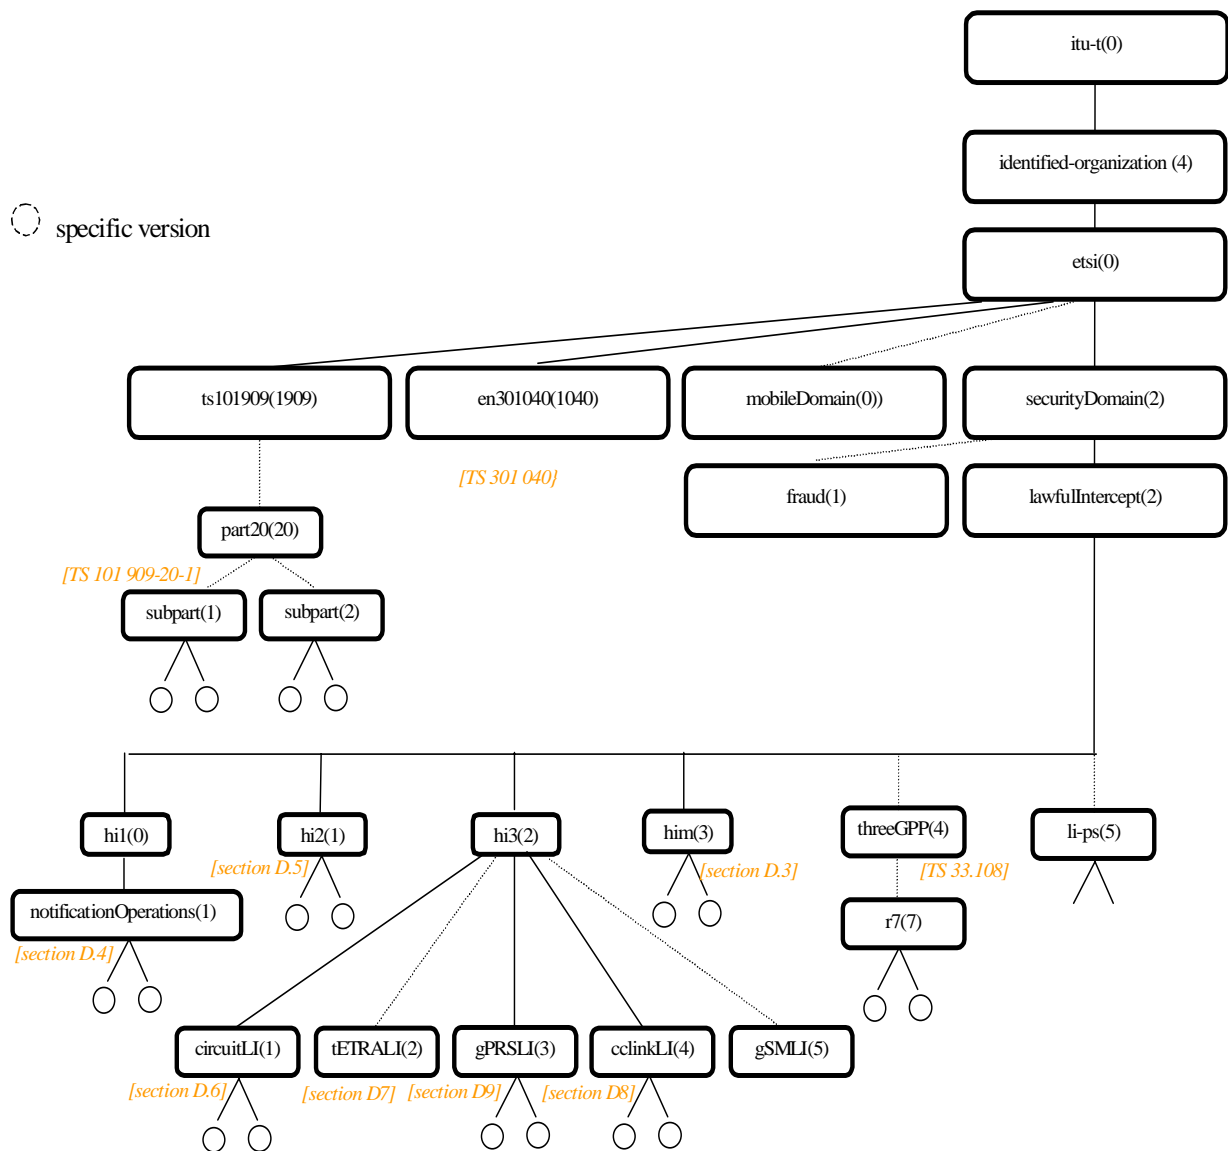 itu-t(0)
identified-organization (4)
specific version
etsi(0)
ts101909(1909)
en301040(1040)
mobileDomain(0))
securityDomain(2)
[TS 301 040}
fraud(1)
lawfulIntercept(2)
part20(20)
[TS 101 909-20-1]
subpart(1)
subpart(2)
hi1(0)
hi2(1)
hi3(2)
him(3)
threeGPP(4)
li-ps(5)
[section D.5]
[section D.3]
[TS 33.108]
notificationOperations(1)
r7(7)
[section D.4]
circuitLI(1)
tETRALI(2)
gPRSLI(3)
cclinkLI(4)
gSMLI(5)
[section D.6]
[section D7]
[section D9]
[section D8]